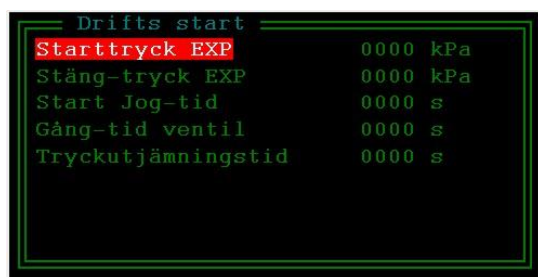 Drifts start
Starttryck EXP 0000 kPa
Stäng-tryck EXP 0000 kPa
Start Jog-tid 0000 s
Gång-tid ventil 0000 s
Tryckutjämningstid 0000 s